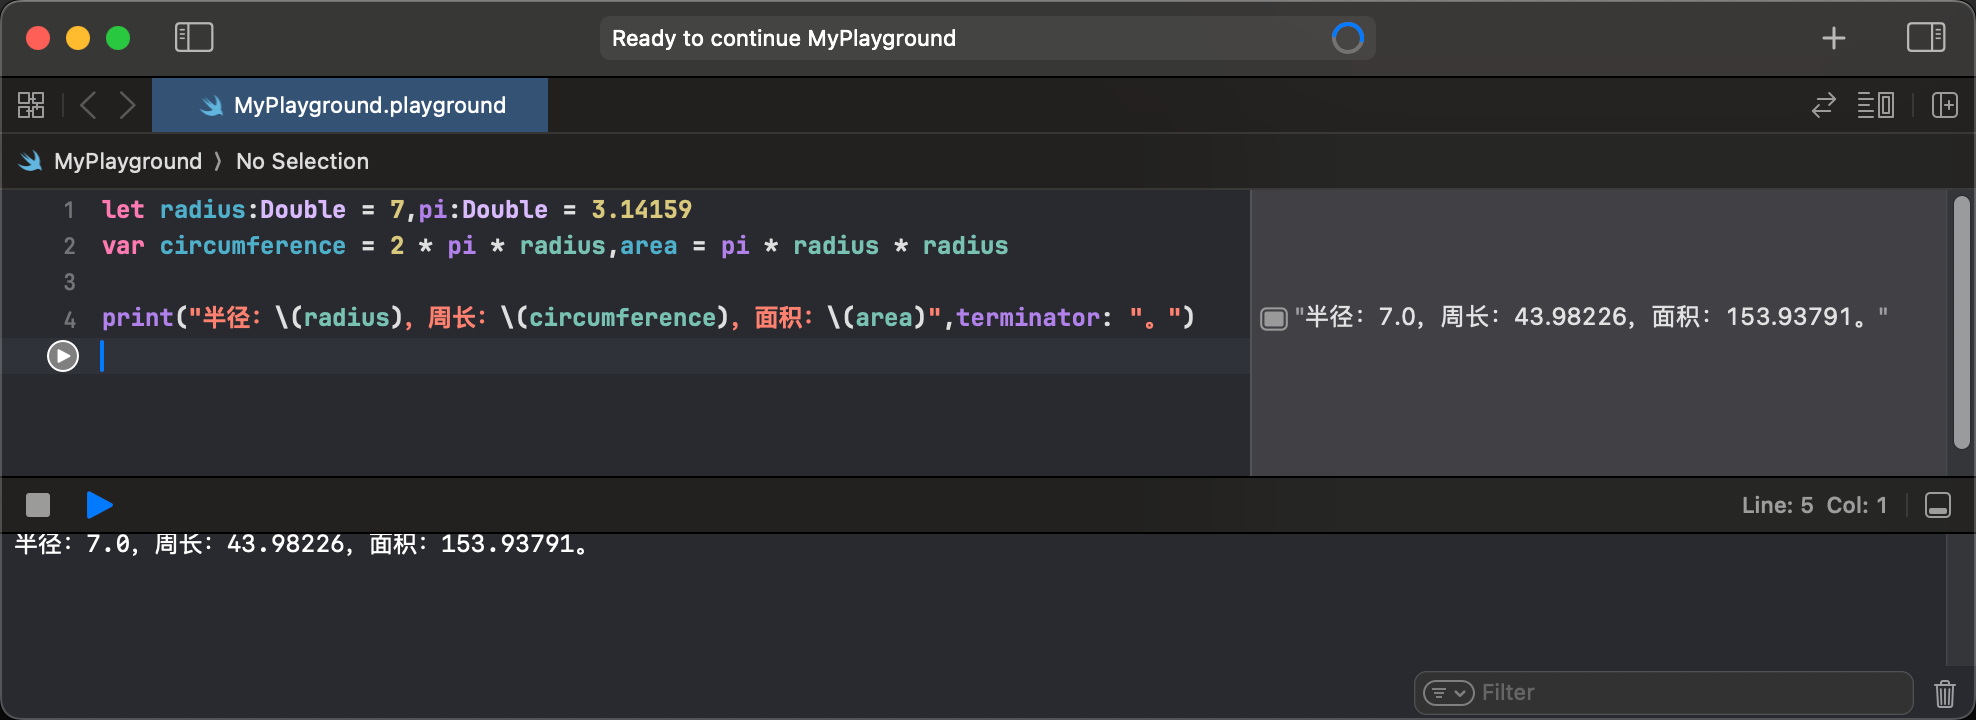 Ready to continue MyPlayground
MyPlayground.playground
MyPlayground 〉 No Selection
1 let radius:Double = 7,pi:Double = 3.14159
2 var circumference = 2 * pi * radius,area = pi * radius * radius
3
4 print("半径：\(radius)，周长：\(circumference)，面积：\(area)",terminator: "。")
"半径：7.0，周长：43.98226，面积：153.93791。"
Line: 5 Col: 1
半径：7.0，周长：43.98226，面积：153.93791。
Filter